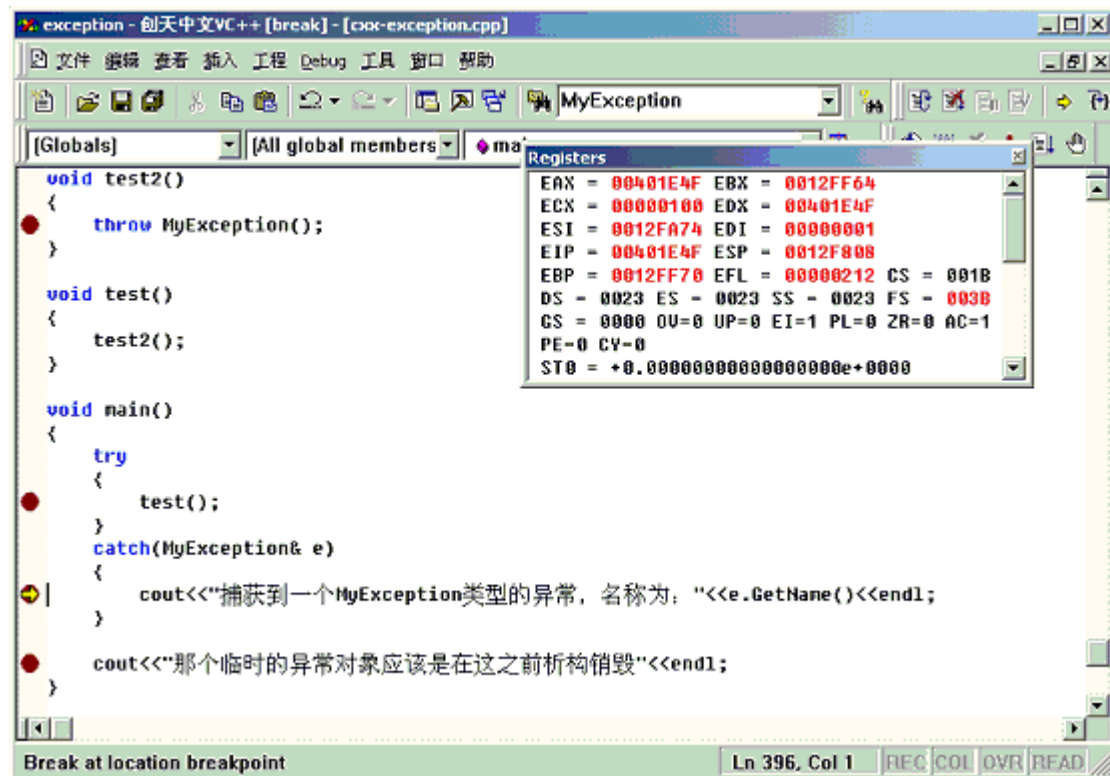 exception - 创天中文VC++ [break] - [cxx-exception.cpp]
文件 编辑 查看 插入 工程 Debug 工具 窗口 帮助
MyException
(Globals) (All global members ma
Registers
EAX = 00401E4F EBX = 0012FF64
ECX = 00000100 EDX = 00401E4F
ESI = 0012FA74 EDI = 00000001
EIP = 00401E4F ESP = 0012F808
EBP = 0012FF70 EFL = 00000212 CS = 001B
DS = 0023 ES = 0023 SS = 0023 FS = 003B
GS = 0000 OV=0 UP=0 EI=1 PL=0 ZR=0 AC=1
PE=0 CY=0
ST0 = +0.00000000000000000e+0000
void test2()
{
throw MyException();
}
void test()
{
test2();
}
void main()
{
try
{
test();
}
catch(MyException& e)
{
cout<<"捕获到一个MyException类型的异常，名称为："<<e.GetName()<<endl;
}
cout<<"那个临时的异常对象应该是在这之前析构销毁"<<endl;
}
Break at location breakpoint Ln 396, Col 1 REC COL OVR READ